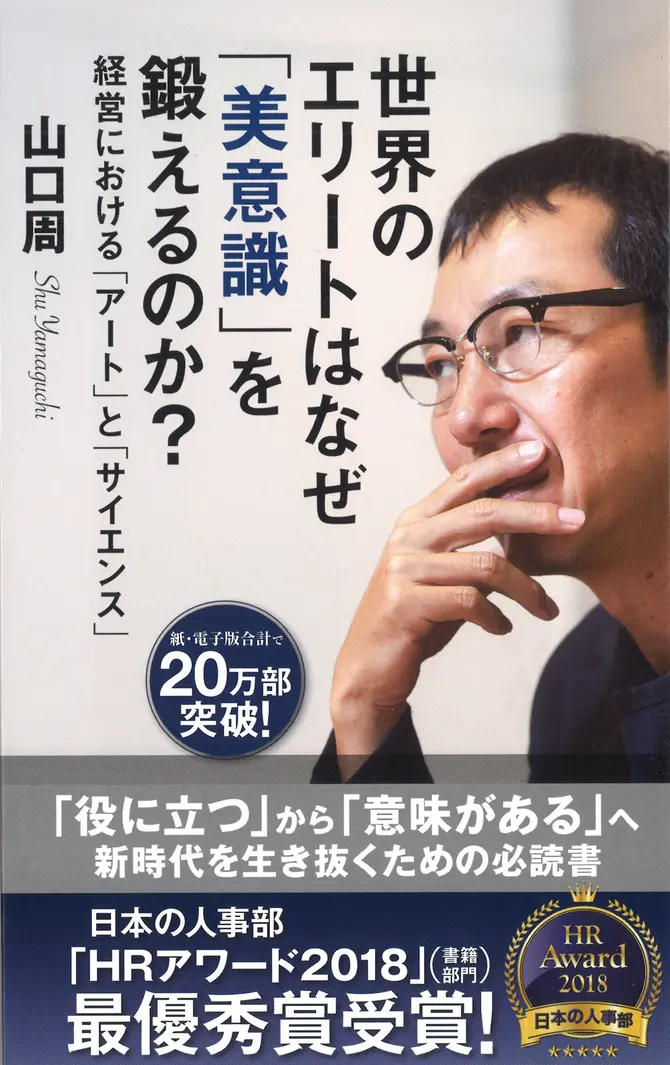 世界の
エリートはなぜ
「美意識」を
鍛えるのか?
経営における「アート」と「サイエンス」
山口周
Shu Yamaguchi
紙・電子版合計で
20万部
突破!
「役に立つ」から「意味がある」へ
新時代を生き抜くための必読書
日本の人事部
「HRアワード2018」(書籍部門)
最優秀賞受賞!
HR
Award
2018
日本の人事部